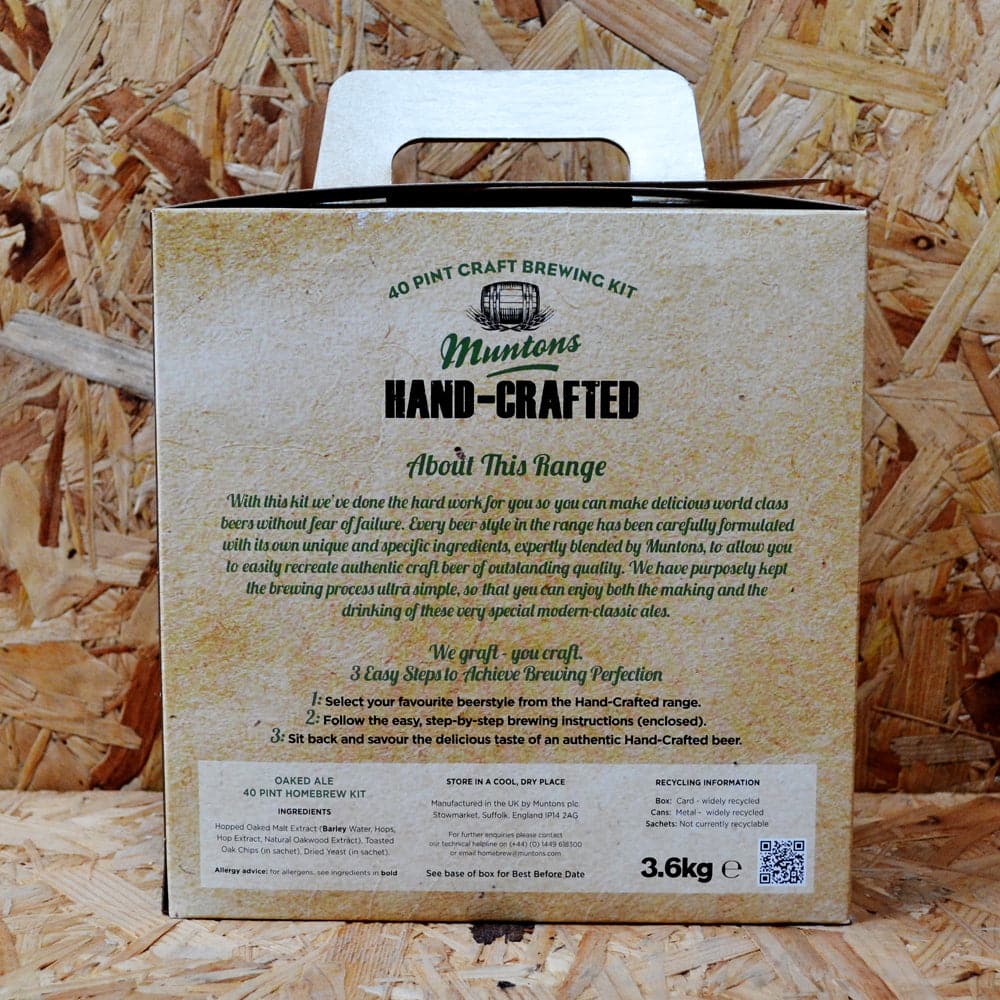 40 PINT CRAFT BREWING KIT
Muntons
HAND-CRAFTED
About This Range
With this kit we've done the hard work for you so you can make delicious world class
beers without fear of failure. Every beer style in the range has been carefully formulated
with its own unique and specific ingredients, expertly blended by Muntons, to allow you
to easily recreate authentic craft beer of outstanding quality. We have purposely kept
the brewing process ultra simple, so that you can enjoy both the making and the
drinking of these very special modern-classic ales.
We graft - you craft.
3 Easy Steps to Achieve Brewing Perfection
1: Select your favourite beerstyle from the Hand-Crafted range.
2: Follow the easy, step-by-step brewing instructions (enclosed).
3: Sit back and savour the delicious taste of an authentic Hand-Crafted beer.
OAKED ALE
40 PINT HOMEBREW KIT
INGREDIENTS
Hopped Oaked Malt Extract (Barley Water, Hops,
Hop Extract, Natural Oakwood Extract). Toasted
Oak Chips (in sachet), Dried Yeast (in sachet).
Allergy advice: for allergens, see ingredients in bold
STORE IN A COOL, DRY PLACE
Manufactured in the UK by Muntons plc
Stowmarket, Suffolk, England IP14 2AG
For further enquiries please contact
our technical helpline on (+44) (0) 1449 618300
or email homebrew@muntons.com
See base of box for Best Before Date
RECYCLING INFORMATION
Box: Card - widely recycled
Cans: Metal - widely recycled
Sachets: Not currently recyclable
3.6kg ℮